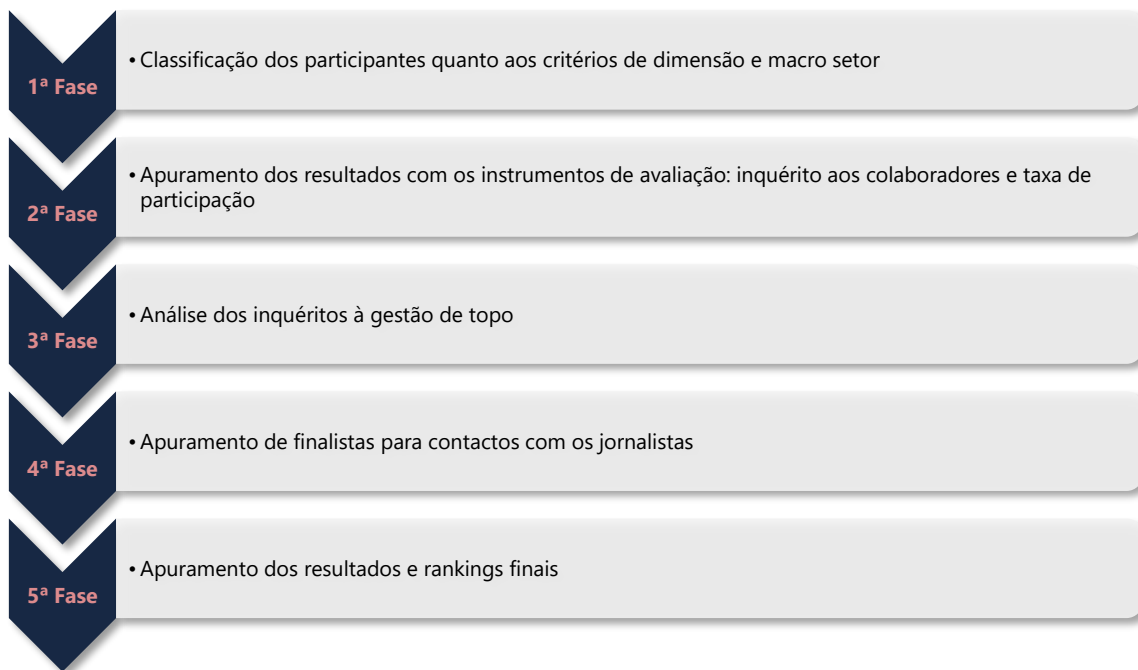 1ª Fase
• Classificação dos participantes quanto aos critérios de dimensão e macro setor
2ª Fase
• Apuramento dos resultados com os instrumentos de avaliação: inquérito aos colaboradores e taxa de
participação
3ª Fase
• Análise dos inquéritos à gestão de topo
4ª Fase
• Apuramento de finalistas para contactos com os jornalistas
5ª Fase
• Apuramento dos resultados e rankings finais